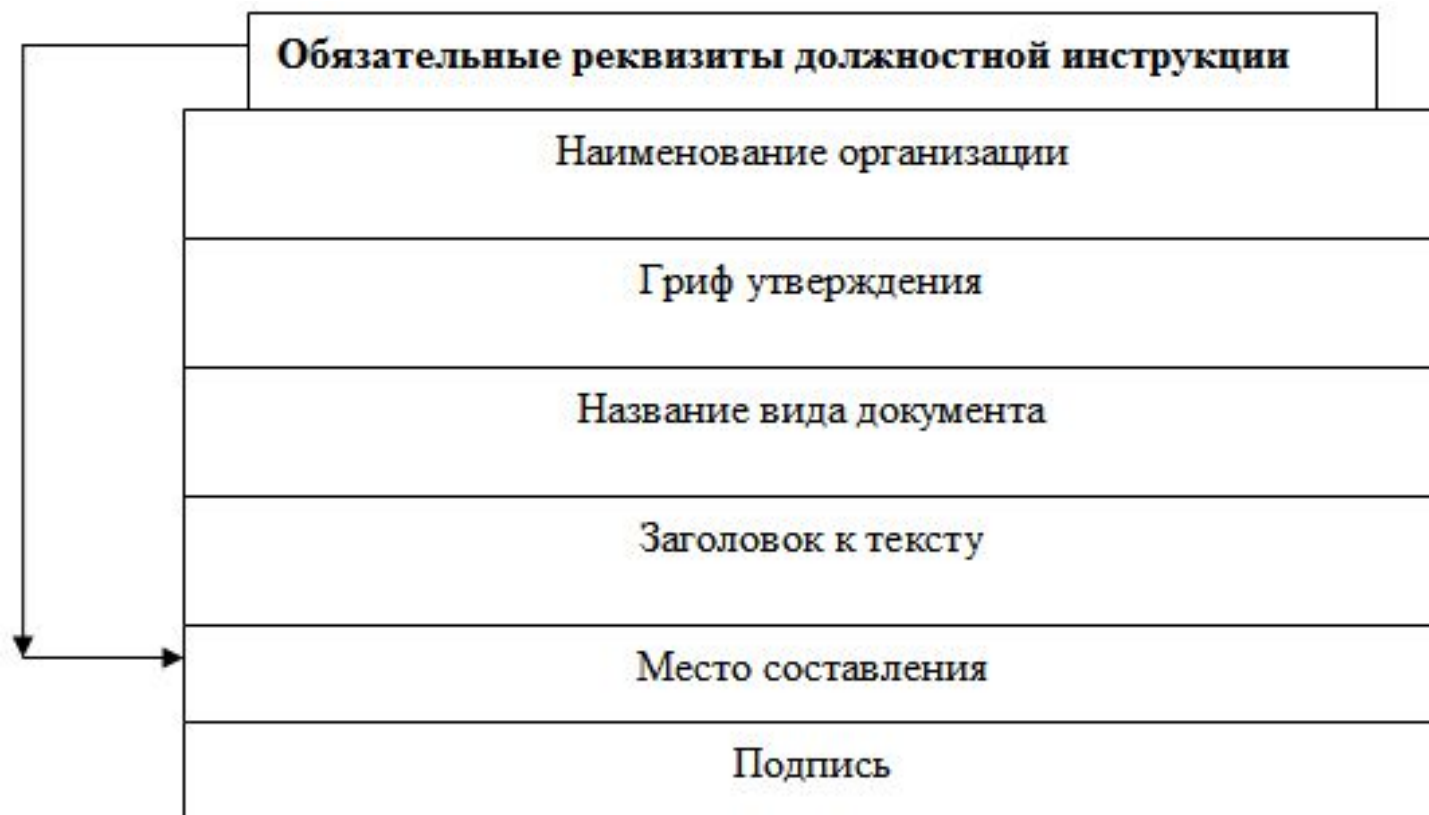 Обязательные реквизиты должностной инструкции
Наименование организации
Гриф утверждения
Название вида документа
Заголовок к тексту
Место составления
Подпись